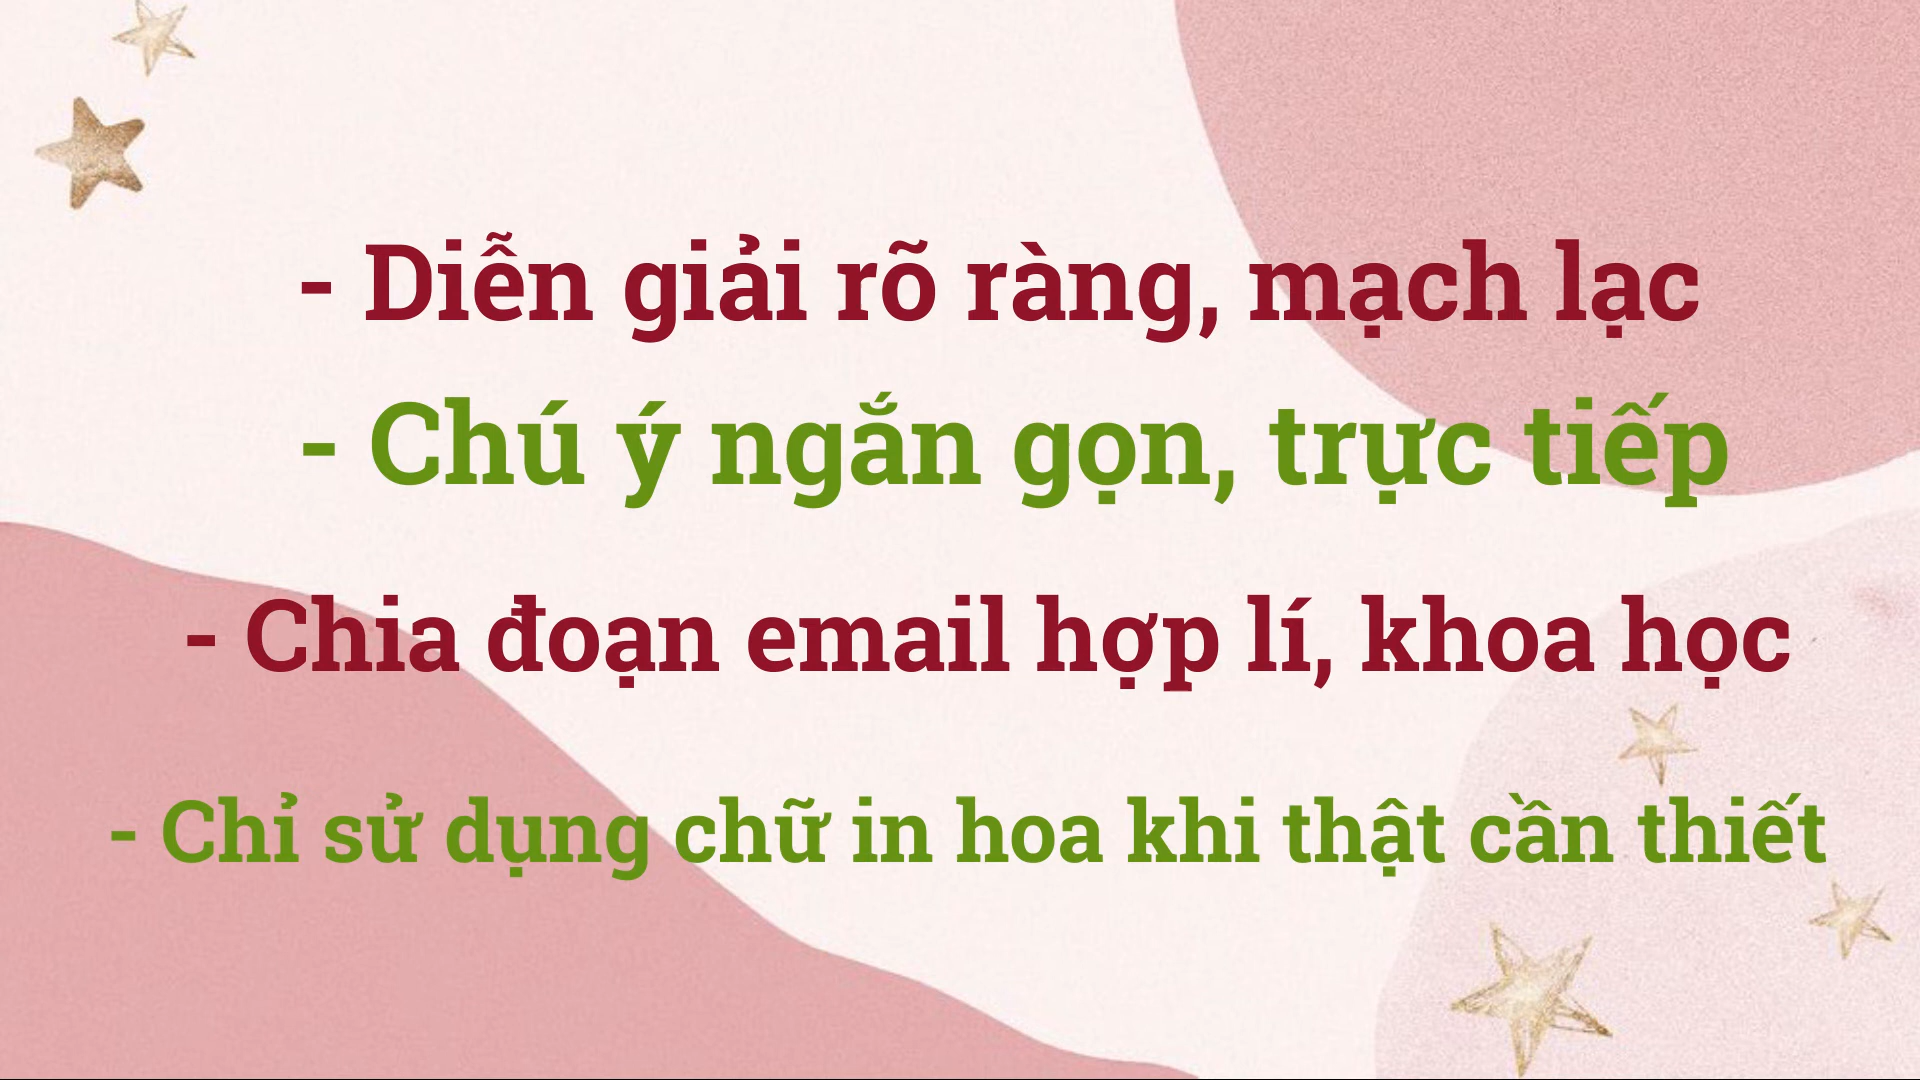 - Diễn giải rõ ràng, mạch lạc
- Chú ý ngắn gọn, trực tiếp
- Chia đoạn email hợp lí, khoa học
- Chỉ sử dụng chữ in hoa khi thật cần thiết